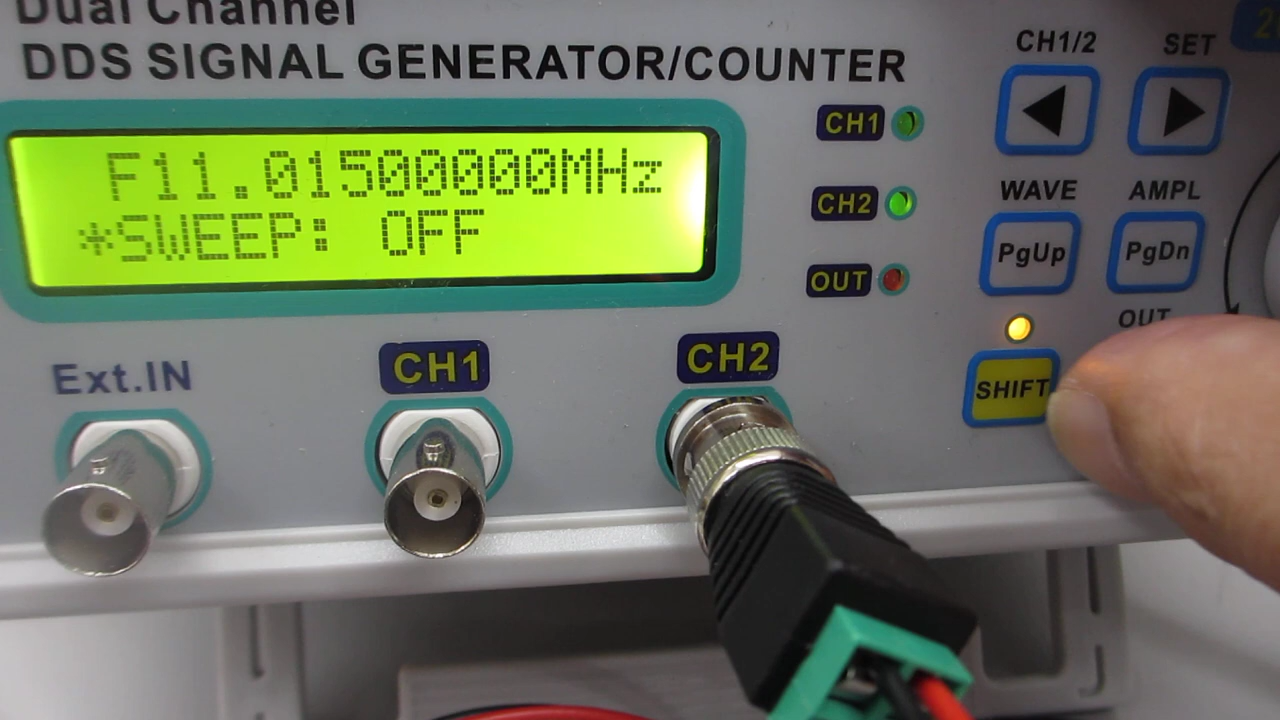 Dual Channel
DDS SIGNAL GENERATOR/COUNTER
F11.01500000MHz
*SWEEP: OFF
CH1
CH2
OUT
CH1/2
SET
WAVE
AMPL
PgUp
PgDn
OUT
SHIFT
Ext.IN
CH1
CH2